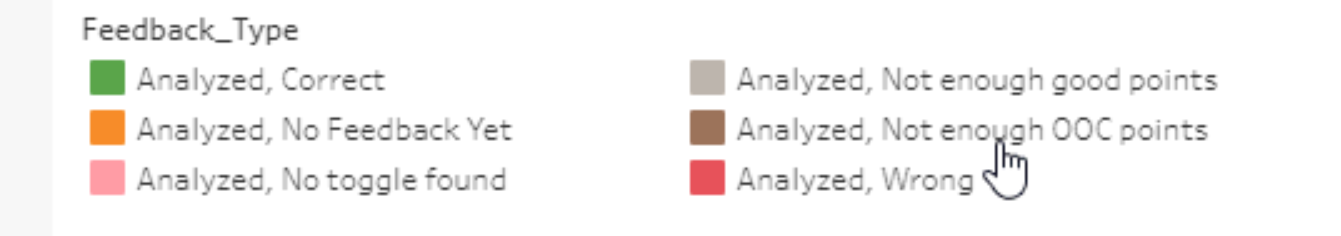 Feedback_Type
Analyzed, Correct
Analyzed, No Feedback Yet
Analyzed, No toggle found
Analyzed, Not enough good points
Analyzed, Not enough OOC points
Analyzed, Wrong